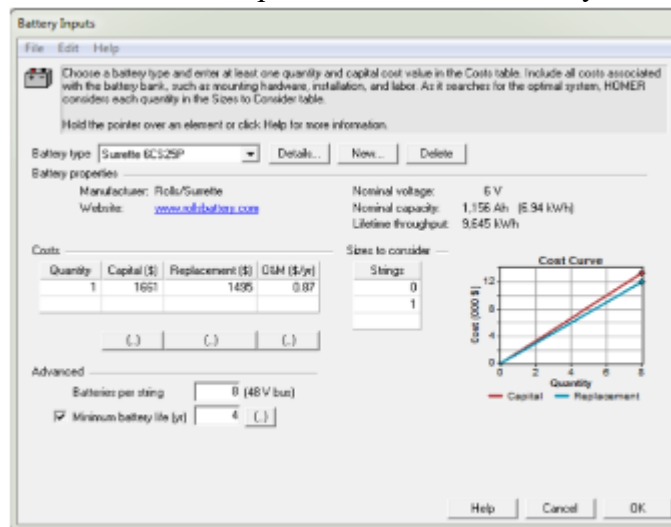 Battery Inputs
File Edit Help
Choose a battery type and enter at least one quantity and capital cost value in the Costs table. Include all costs associated
with the battery bank, such as mounting hardware, installation, and labor. As it searches for the optimal system, HOMER
considers each quantity in the Sizes to Consider table.
Hold the pointer over an element or click Help for more information.
Battery type Surrette 6CS25P Details... New... Delete
Battery properties
Manufacturer: Rolls/Surrette Nominal voltage: 6 V
Website: www.rollsbattery.com Nominal capacity: 1,156 Ah (6.94 kWh)
Lifetime throughput: 9,645 kWh
Costs Sizes to consider
Quantity Capital ($) Replacement ($) O&M ($/yr) Strings
1 1661 1495 0.87 0
1
{..} {..} {..}
Cost Curve
Cost (000 $)
12
8
4
0
0 2 4 6 8
Quantity
Capital Replacement
Advanced
Batteries per string 8 (48 V bus)
Minimum battery life (yr) 4 {..}
Help Cancel OK